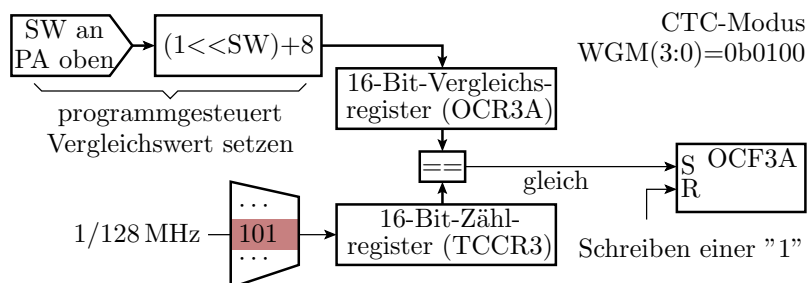 SW an
PA oben
(1<<SW)+8
CTC-Modus
WGM(3:0)=0b0100
programmgesteuert
Vergleichswert setzen
16-Bit-Vergleichs-
register (OCR3A)
==
gleich
S
OCF3A
R
1/128 MHz
...
101
...
16-Bit-Zähl-
register (TCCR3)
Schreiben einer "1"